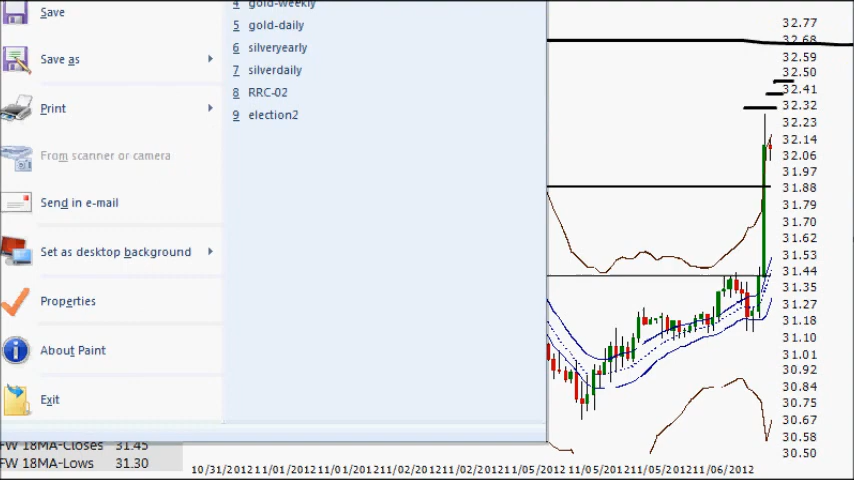 4 gold-weekly
Save
5 gold-daily
6 silveryearly
Save as
7 silverdaily
8 RRC-02
Print
9 election2
From scanner or camera
Send in e-mail
Set as desktop background
Properties
About Paint
Exit
32.77
32.68
32.59
32.50
32.41
32.32
32.23
32.14
32.06
31.97
31.88
31.79
31.70
31.62
31.53
31.44
31.35
31.27
31.18
31.10
31.01
30.92
30.84
30.75
30.67
30.58
30.50
FW 18MA-Closes 31.45
FW 18MA-Lows 31.30
10/31/2012 11/01/2012 11/01/2012 11/02/2012 11/02/2012 11/05/2012 11/05/2012 11/05/2012 11/06/2012